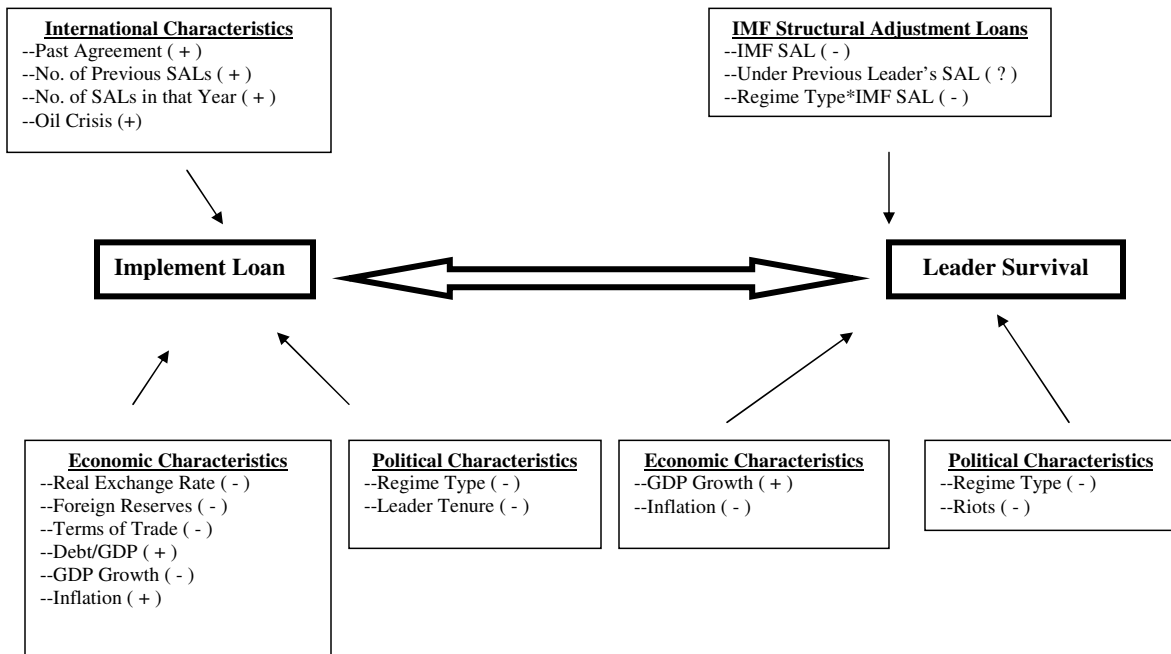 International Characteristics
--Past Agreement ( + )
--No. of Previous SALs ( + )
--No. of SALs in that Year ( + )
--Oil Crisis (+)
IMF Structural Adjustment Loans
--IMF SAL ( - )
--Under Previous Leader's SAL ( ? )
--Regime Type*IMF SAL ( - )
Implement Loan
Leader Survival
Economic Characteristics
--Real Exchange Rate ( - )
--Foreign Reserves ( - )
--Terms of Trade ( - )
--Debt/GDP ( + )
--GDP Growth ( - )
--Inflation ( + )
Political Characteristics
--Regime Type ( - )
--Leader Tenure ( - )
Economic Characteristics
--GDP Growth ( + )
--Inflation ( - )
Political Characteristics
--Regime Type ( - )
--Riots ( - )